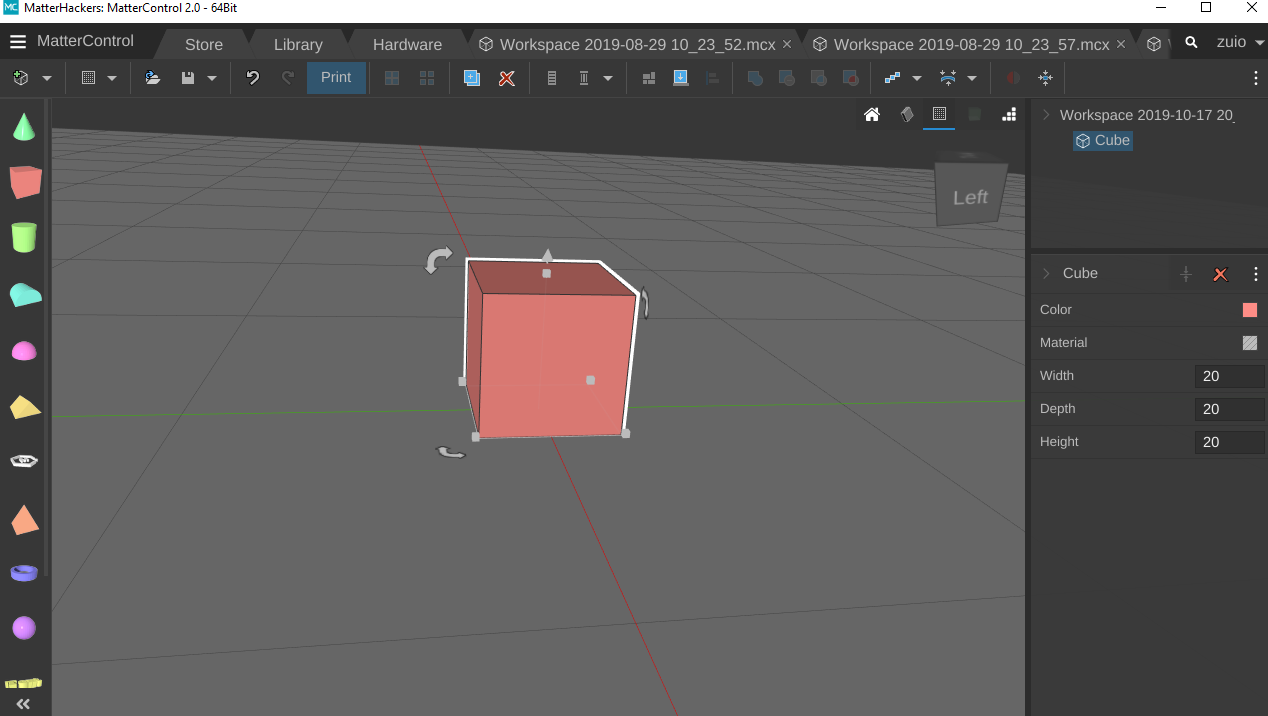 MC MatterHackers: MatterControl 2.0 - 64Bit
MatterControl
Store
Library
Hardware
Workspace 2019-08-29 10_23_52.mcx
Workspace 2019-08-29 10_23_57.mcx
zuio
Print
Left
Workspace 2019-10-17 20_
Cube
Cube
Color
Material
Width 20
Depth 20
Height 20